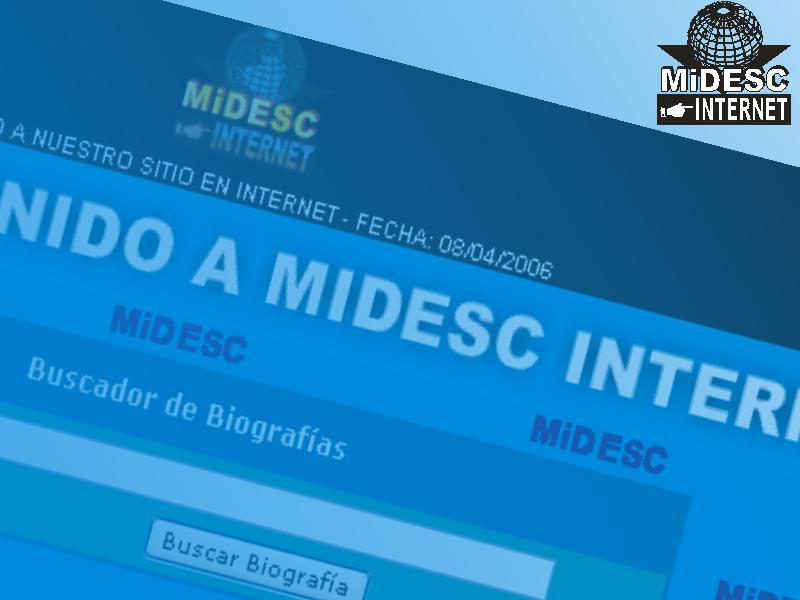 MiDESC
INTERNET
MiDESC
INTERNET
O A NUESTRO SITIO EN INTERNET - FECHA: 08/04/2006
NIDO A MIDESC INTER
MiDESC
Buscador de Biografías
MiDESC
Buscar Biografía
MiDES